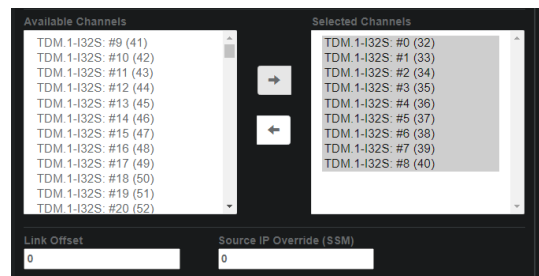 Available Channels
TDM.1-I32S: #9 (41)
TDM.1-I32S: #10 (42)
TDM.1-I32S: #11 (43)
TDM.1-I32S: #12 (44)
TDM.1-I32S: #13 (45)
TDM.1-I32S: #14 (46)
TDM.1-I32S: #15 (47)
TDM.1-I32S: #16 (48)
TDM.1-I32S: #17 (49)
TDM.1-I32S: #18 (50)
TDM.1-I32S: #19 (51)
TDM.1-I32S: #20 (52)
Selected Channels
TDM.1-I32S: #0 (32)
TDM.1-I32S: #1 (33)
TDM.1-I32S: #2 (34)
TDM.1-I32S: #3 (35)
TDM.1-I32S: #4 (36)
TDM.1-I32S: #5 (37)
TDM.1-I32S: #6 (38)
TDM.1-I32S: #7 (39)
TDM.1-I32S: #8 (40)
Link Offset
0
Source IP Override (SSM)
0